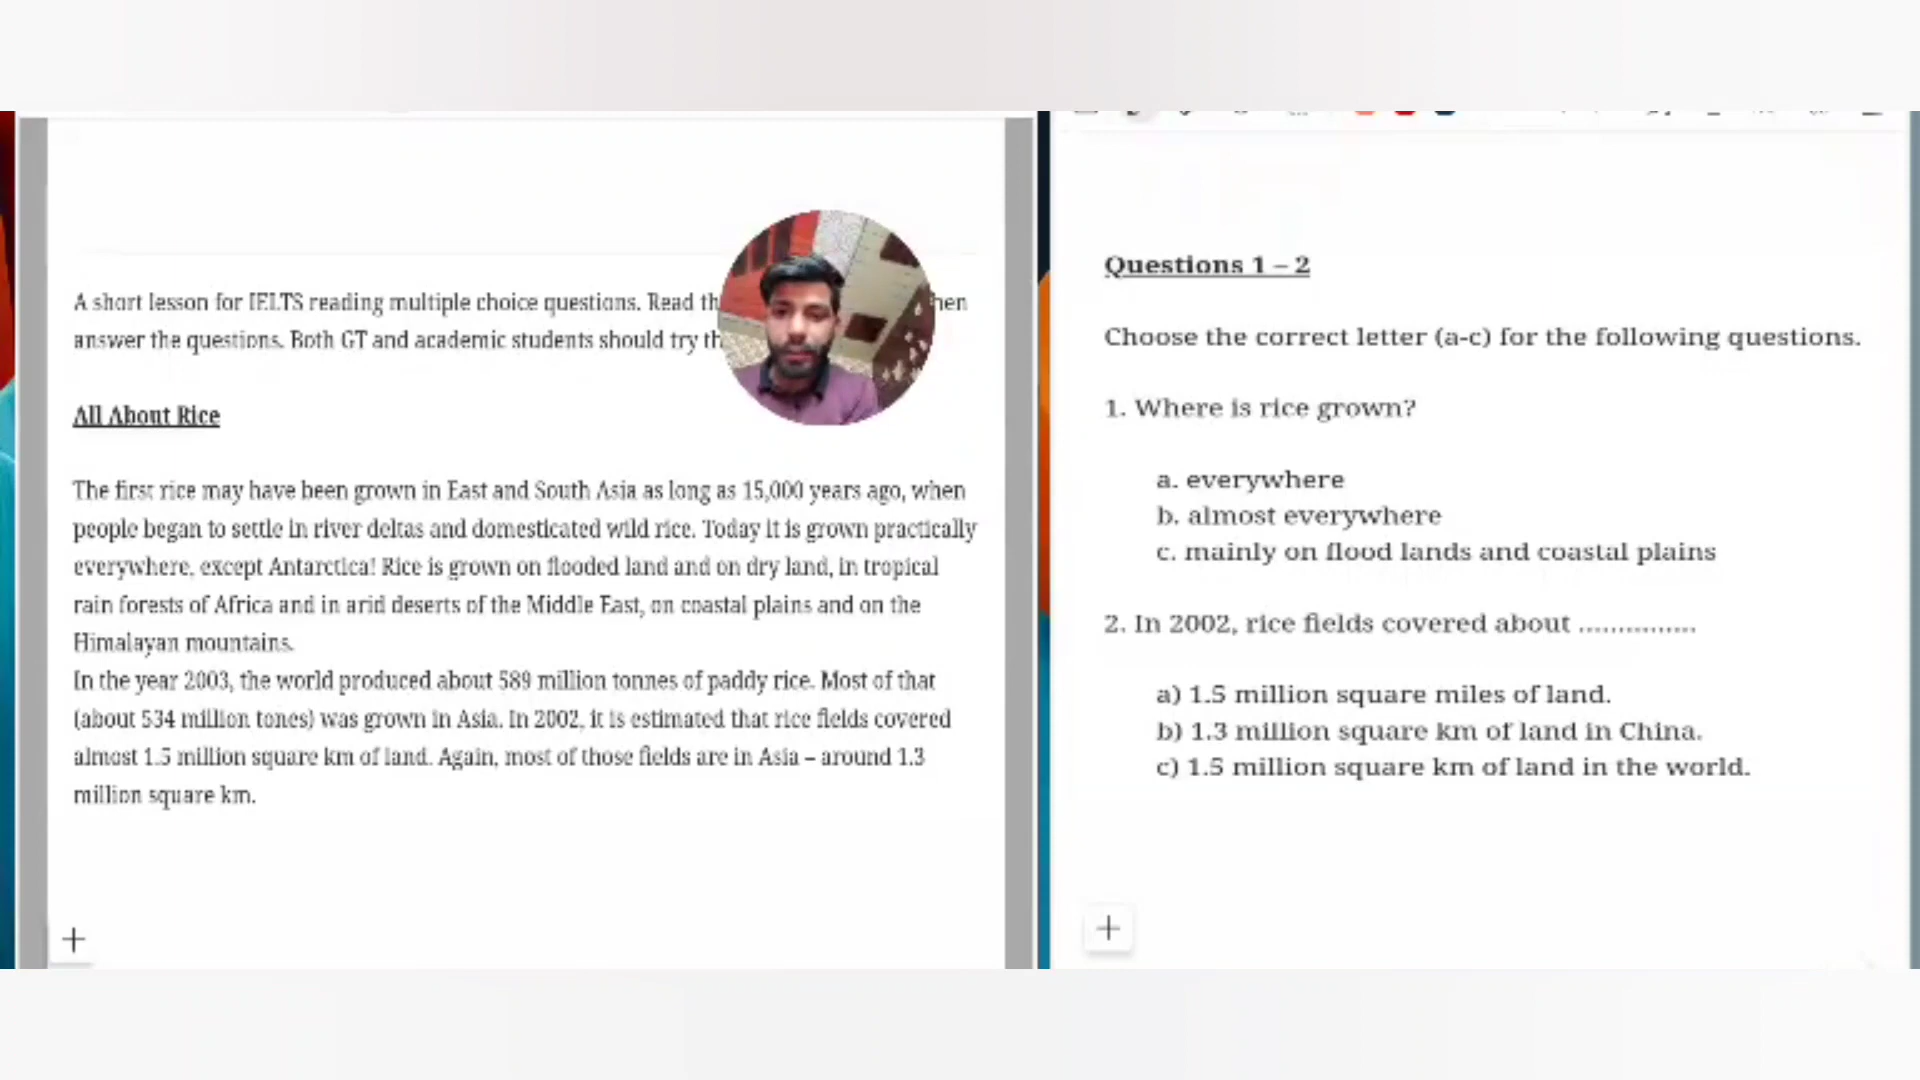 A short lesson for IELTS reading multiple choice questions. Read
answer the questions. Both GT and academic students should try
All About Rice
The first rice may have been grown in East and South Asia as long as 15,000 years ago, when
people began to settle in river deltas and domesticated wild rice. Today it is grown practically
everywhere, except Antarctica! Rice is grown on flooded land and on dry land, in tropical
rain forests of Africa and in arid deserts of the Middle East, on coastal plains and on the
Himalayan mountains.
In the year 2003, the world produced about 589 million tonnes of paddy rice. Most of that
(about 534 million tones) was grown in Asia. In 2002, it is estimated that rice fields covered
almost 1.5 million square km of land. Again, most of those fields are in Asia – around 1.3
million square km.
Questions 1 – 2
Choose the correct letter (a-c) for the following questions.
1. Where is rice grown?
a. everywhere
b. almost everywhere
c. mainly on flood lands and coastal plains
2. In 2002, rice fields covered about ...............
a) 1.5 million square miles of land.
b) 1.3 million square km of land in China.
c) 1.5 million square km of land in the world.